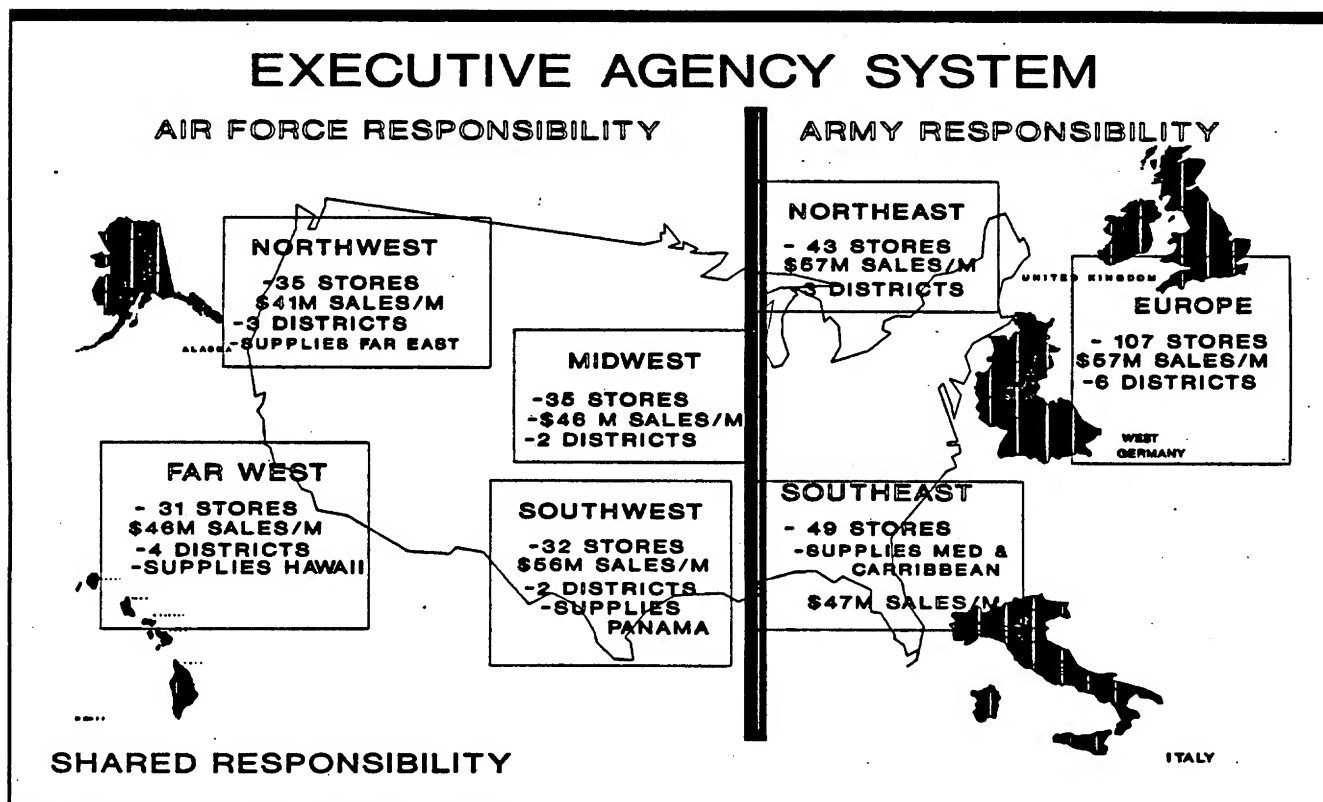 EXECUTIVE AGENCY SYSTEM
AIR FORCE RESPONSIBILITY
ARMY RESPONSIBILITY
NORTHWEST
-35 STORES
$41M SALES/M
-3 DISTRICTS
-SUPPLIES FAR EAST
ALASKA
MIDWEST
-35 STORES
-$46 M SALES/M
-2 DISTRICTS
FAR WEST
- 31 STORES
$46M SALES/M
-4 DISTRICTS
-SUPPLIES HAWAII
SOUTHWEST
-32 STORES
$56M SALES/M
-2 DISTRICTS
-SUPPLIES
PANAMA
NORTHEAST
- 43 STORES
$57M SALES/M
-3 DISTRICTS
UNITED KINGDOM
EUROPE
- 107 STORES
$57M SALES/M
-6 DISTRICTS
WEST
GERMANY
SOUTHEAST
- 49 STORES
-SUPPLIES MED &
CARRIBBEAN
$47M SALES/M
ITALY
SHARED RESPONSIBILITY